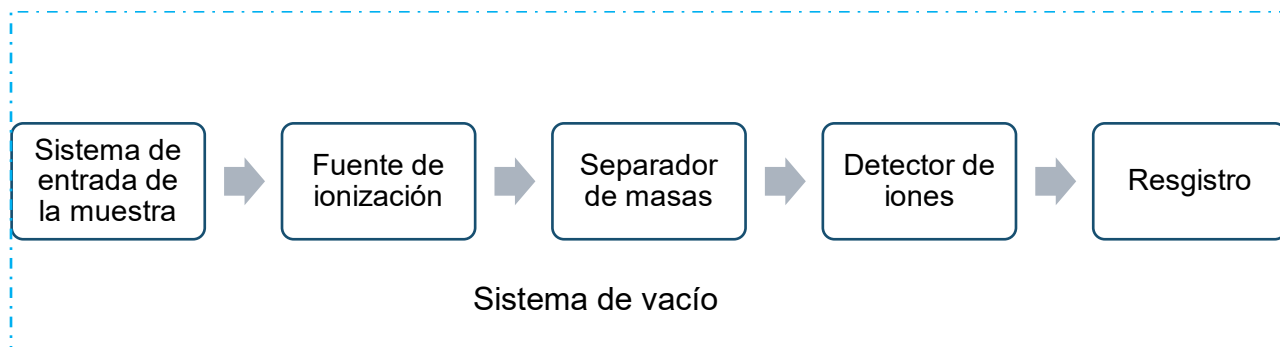 Sistema de
entrada de
la muestra
Fuente de
ionización
Separador
de masas
Detector de
iones
Resgistro
Sistema de vacío